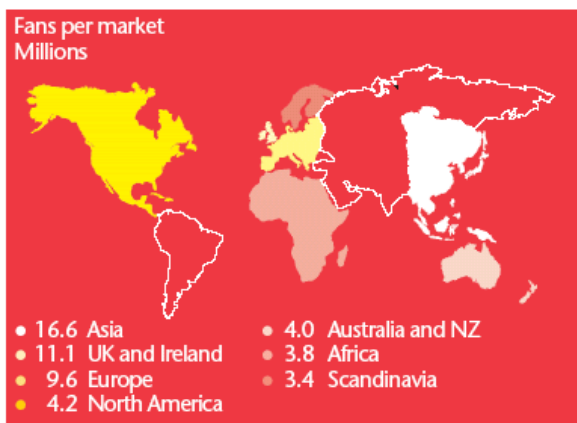 Fans per market
Millions
16.6 Asia
11.1 UK and Ireland
9.6 Europe
4.2 North America
4.0 Australia and NZ
3.8 Africa
3.4 Scandinavia